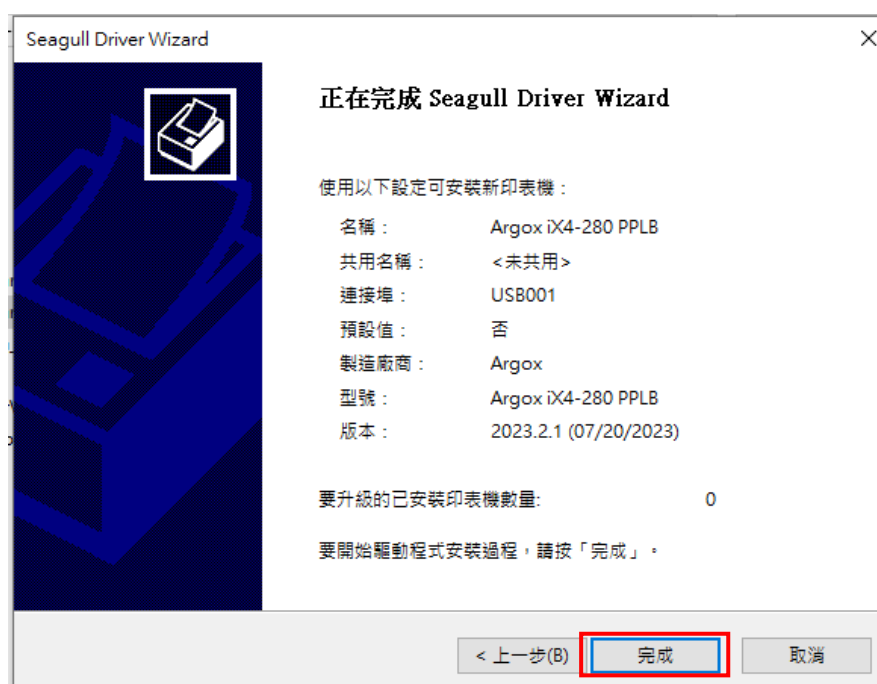 Seagull Driver Wizard
正在完成 Seagull Driver Wizard
使用以下設定可安裝新印表機：
名稱： Argox iX4-280 PPLB
共用名稱： <未共用>
連接埠： USB001
預設值： 否
製造廠商： Argox
型號： Argox iX4-280 PPLB
版本： 2023.2.1 (07/20/2023)
要升級的已安裝印表機數量: 0
要開始驅動程式安裝過程，請按「完成」。
< 上一步(B) 完成 取消